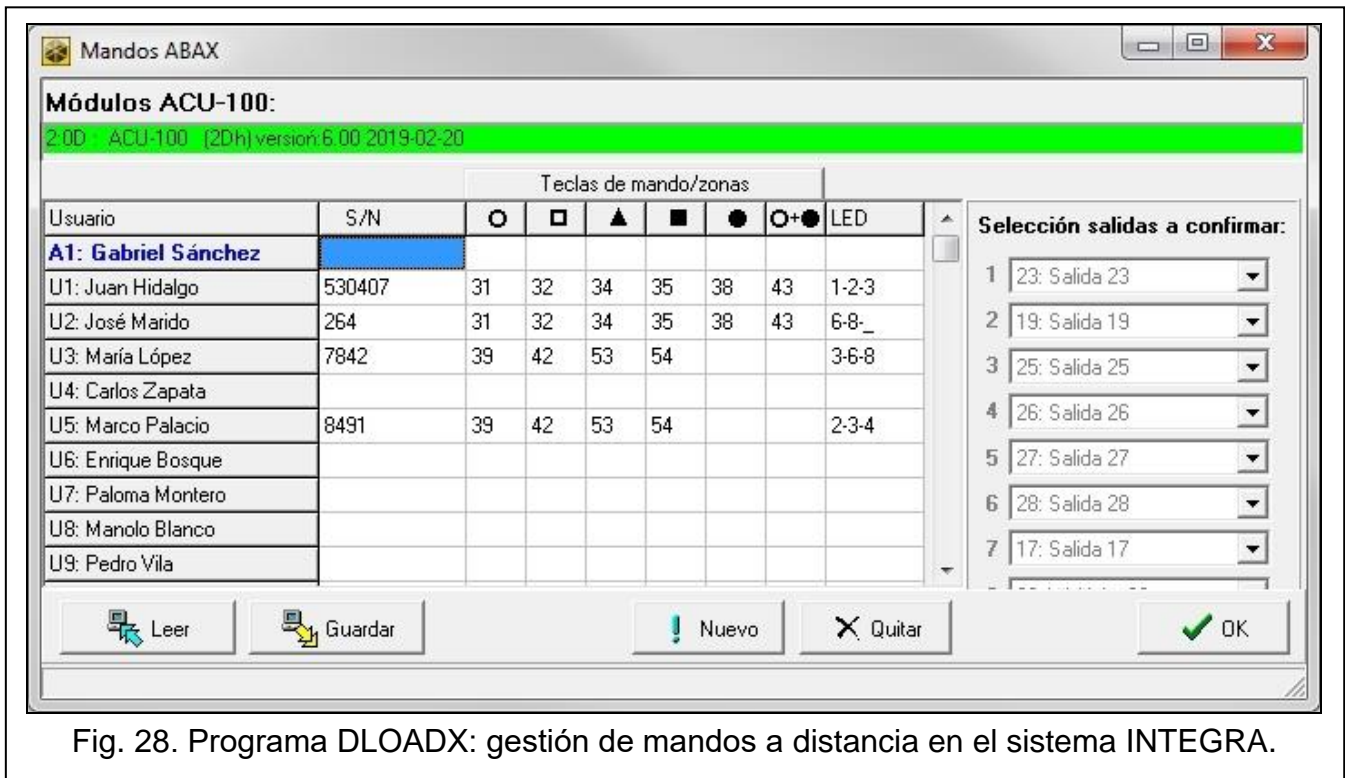 Mandos ABAX
Módulos ACU-100:
2:0D : ACU-100 (2Dh) versioń:6.00 2019-02-20
Teclas de mando/zonas
Usuario S/N O+● LED
A1: Gabriel Sánchez
U1: Juan Hidalgo 530407 31 32 34 35 38 43 1-2-3
U2: José Marido 264 31 32 34 35 38 43 6-8-_
U3: María López 7842 39 42 53 54 3-6-8
U4: Carlos Zapata
U5: Marco Palacio 8491 39 42 53 54 2-3-4
U6: Enrique Bosque
U7: Paloma Montero
U8: Manolo Blanco
U9: Pedro Vila
Selección salidas a confirmar:
1 23: Salida 23
2 19: Salida 19
3 25: Salida 25
4 26: Salida 26
5 27: Salida 27
6 28: Salida 28
7 17: Salida 17
Leer Guardar Nuevo Quitar OK
Fig. 28. Programa DLOADX: gestión de mandos a distancia en el sistema INTEGRA.